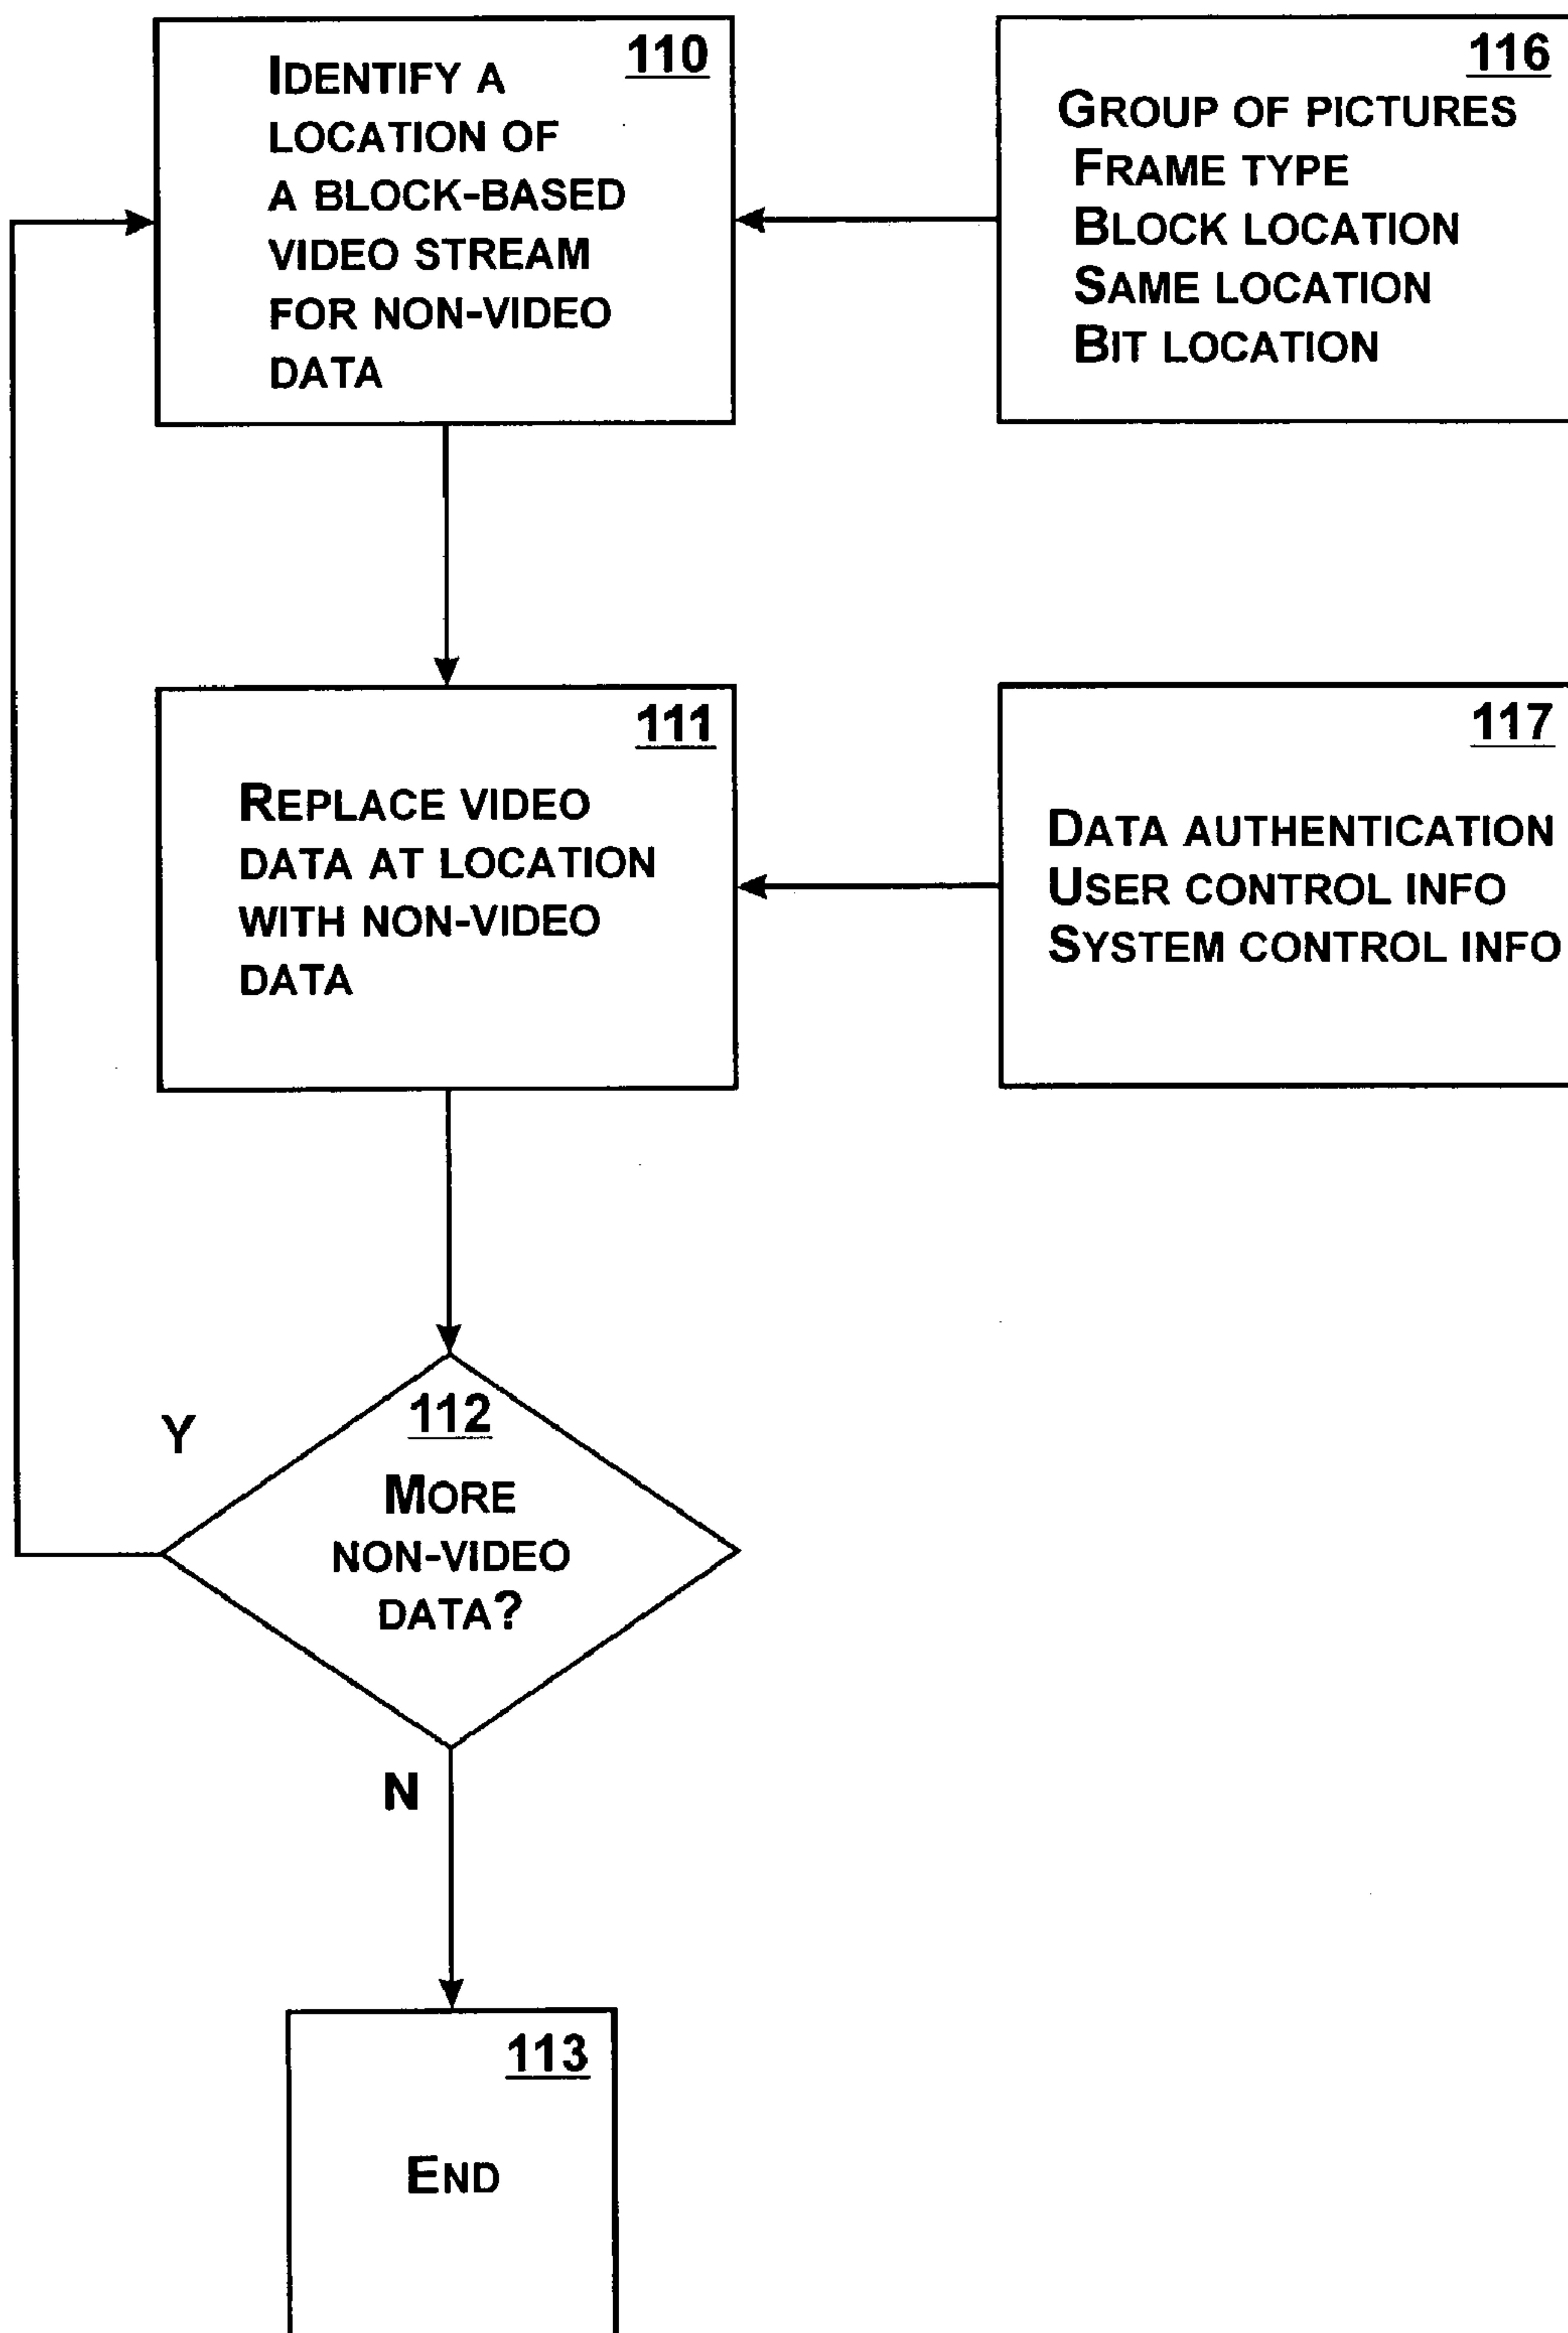 110
IDENTIFY A
LOCATION OF
A BLOCK-BASED
VIDEO STREAM
FOR NON-VIDEO
DATA
116
GROUP OF PICTURES
FRAME TYPE
BLOCK LOCATION
SAME LOCATION
BIT LOCATION
111
REPLACE VIDEO
DATA AT LOCATION
WITH NON-VIDEO
DATA
117
DATA AUTHENTICATION
USER CONTROL INFO
SYSTEM CONTROL INFO
Y
112
MORE
NON-VIDEO
DATA?
N
113
END